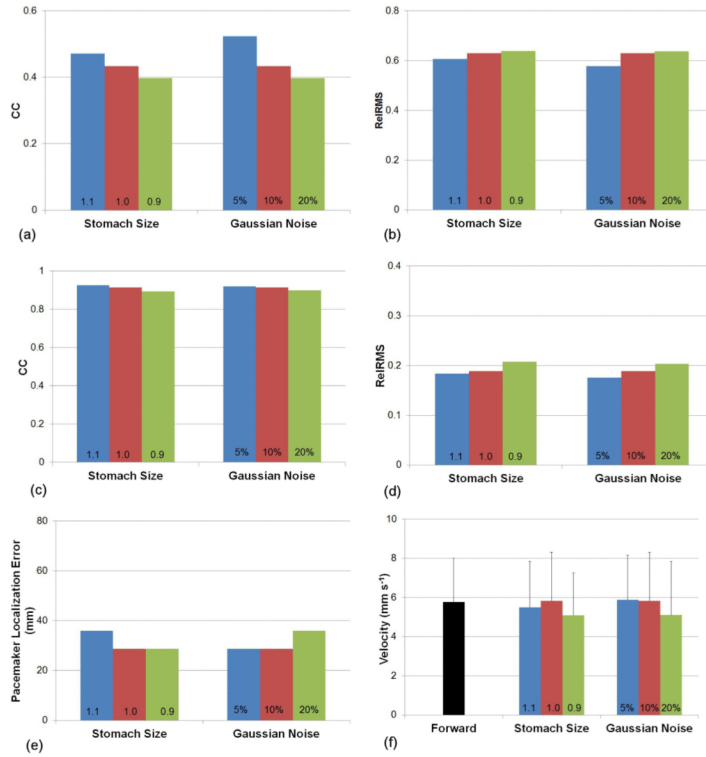 0.6
0.4
0.2
0
CC
1.1 1.0 0.9 5% 10% 20%
Stomach Size Gaussian Noise
(a)
0.8
0.6
0.4
0.2
0
RelRMS
1.1 1.0 0.9 5% 10% 20%
Stomach Size Gaussian Noise
(b)
1
0.8
0.6
0.4
0.2
0
CC
1.1 1.0 0.9 5% 10% 20%
Stomach Size Gaussian Noise
(c)
0.4
0.3
0.2
0.1
0
RelRMS
1.1 1.0 0.9 5% 10% 20%
Stomach Size Gaussian Noise
(d)
80
60
40
20
0
Pacemaker Localization Error
(mm)
1.1 1.0 0.9 5% 10% 20%
Stomach Size Gaussian Noise
(e)
10
8
6
4
2
0
Velocity (mm s⁻¹)
1.1 1.0 0.9 5% 10% 20%
Forward Stomach Size Gaussian Noise
(f)